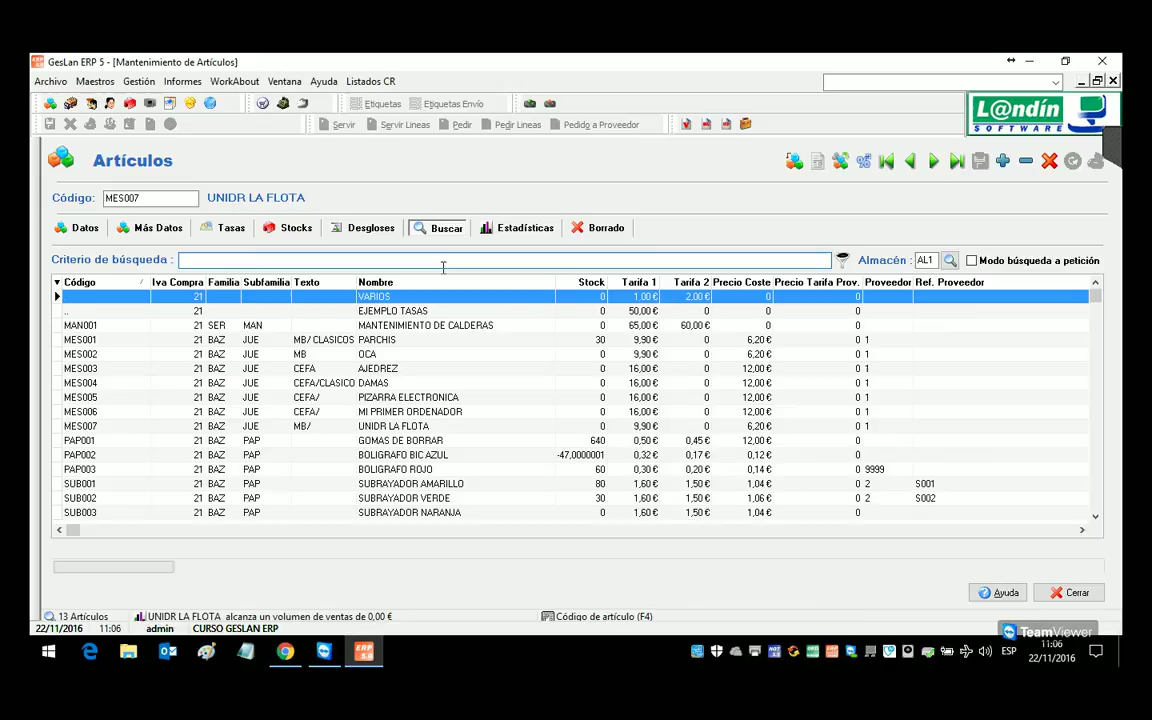 GesLan ERP 5 - [Mantenimiento de Artículos]
Archivo Maestros Gestión Informes WorkAbout Ventana Ayuda Listados CR
Etiquetas Etiquetas Envío
Servir Servir Lineas Pedir Pedir Lineas Pedido a Proveedor
L@ndín
SOFTWARE
Artículos
Código: MES007 UNIDR LA FLOTA
Datos Más Datos Tasas Stocks Desgloses Buscar Estadísticas Borrado
Criterio de búsqueda : Almacén : AL1 Modo búsqueda a petición
Código Iva Compra Familia Subfamilia Texto Nombre Stock Tarifa 1 Tarifa 2 Precio Coste Precio Tarifa Prov. Proveedor Ref. Proveedor
. 21 VARIOS 0 1,00 € 2,00 € 0 0
.. 21 EJEMPLO TASAS 0 50,00 € 0 0 0
MAN001 21 SER MAN MANTENIMIENTO DE CALDERAS 0 65,00 € 60,00 € 0 0
MES001 21 BAZ JUE MB/ CLASICOS PARCHIS 30 9,90 € 0 6,20 € 0 1
MES002 21 BAZ JUE MB OCA 0 9,90 € 0 6,20 € 0 1
MES003 21 BAZ JUE CEFA AJEDREZ 0 16,00 € 0 12,00 € 0 1
MES004 21 BAZ JUE CEFA/CLASICO DAMAS 0 16,00 € 0 12,00 € 0 1
MES005 21 BAZ JUE CEFA/ PIZARRA ELECTRONICA 0 16,00 € 0 12,00 € 0 1
MES006 21 BAZ JUE CEFA/ MI PRIMER ORDENADOR 0 16,00 € 0 12,00 € 0 1
MES007 21 BAZ JUE MB/ UNIDR LA FLOTA 0 9,90 € 0 6,20 € 0 1
PAP001 21 BAZ PAP GOMAS DE BORRAR 640 0,50 € 0,45 € 12,00 € 0
PAP002 21 BAZ PAP BOLIGRAFO BIC AZUL -47,0000001 0,32 € 0,17 € 0,12 € 0
PAP003 21 BAZ PAP BOLIGRAFO ROJO 60 0,30 € 0,20 € 0,14 € 0 9999
SUB001 21 BAZ PAP SUBRAYADOR AMARILLO 80 1,60 € 1,50 € 1,04 € 0 2 S001
SUB002 21 BAZ PAP SUBRAYADOR VERDE 30 1,60 € 1,50 € 1,06 € 0 2 S002
SUB003 21 BAZ PAP SUBRAYADOR NARANJA 0 1,60 € 1,50 € 1,04 € 0
Ayuda Cerrar
13 Artículos UNIDR LA FLOTA alcanza un volumen de ventas de 0,00 € Código de artículo (F4)
22/11/2016 11:06 admin CURSO GESLAN ERP
TeamViewer
ERP
5.0
ESP
11:06
22/11/2016